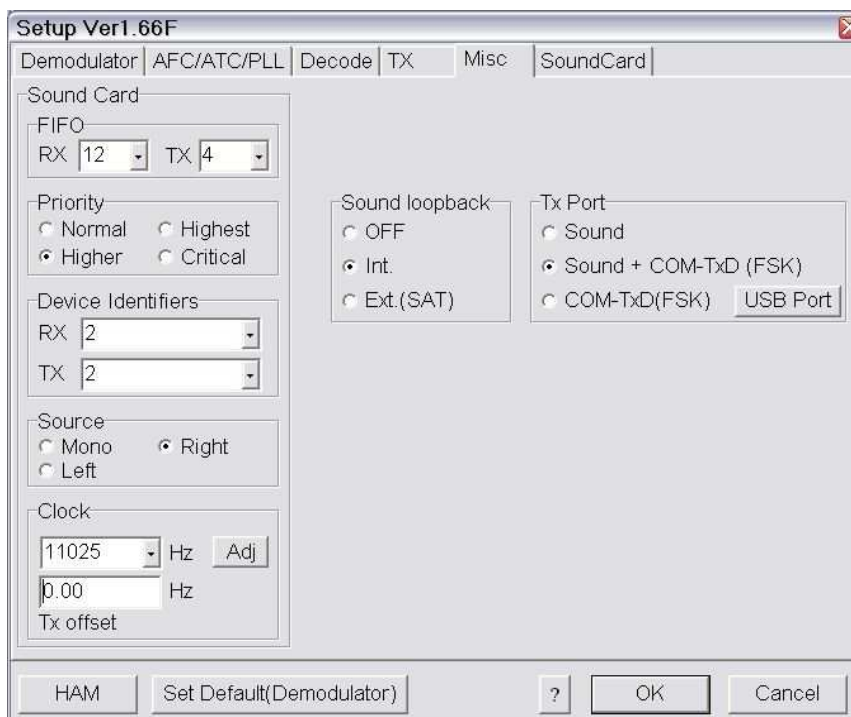 Setup Ver1.66F
Demodulator AFC/ATC/PLL Decode TX Misc SoundCard
Sound Card
FIFO
RX 12 TX 4
Priority
Normal Highest
Higher Critical
Device Identifiers
RX 2
TX 2
Source
Mono Right
Left
Clock
11025 Hz Adj
0.00 Hz
Tx offset
Sound loopback
OFF
Int.
Ext.(SAT)
Tx Port
Sound
Sound + COM-TxD (FSK)
COM-TxD(FSK) USB Port
HAM Set Default(Demodulator) ? OK Cancel